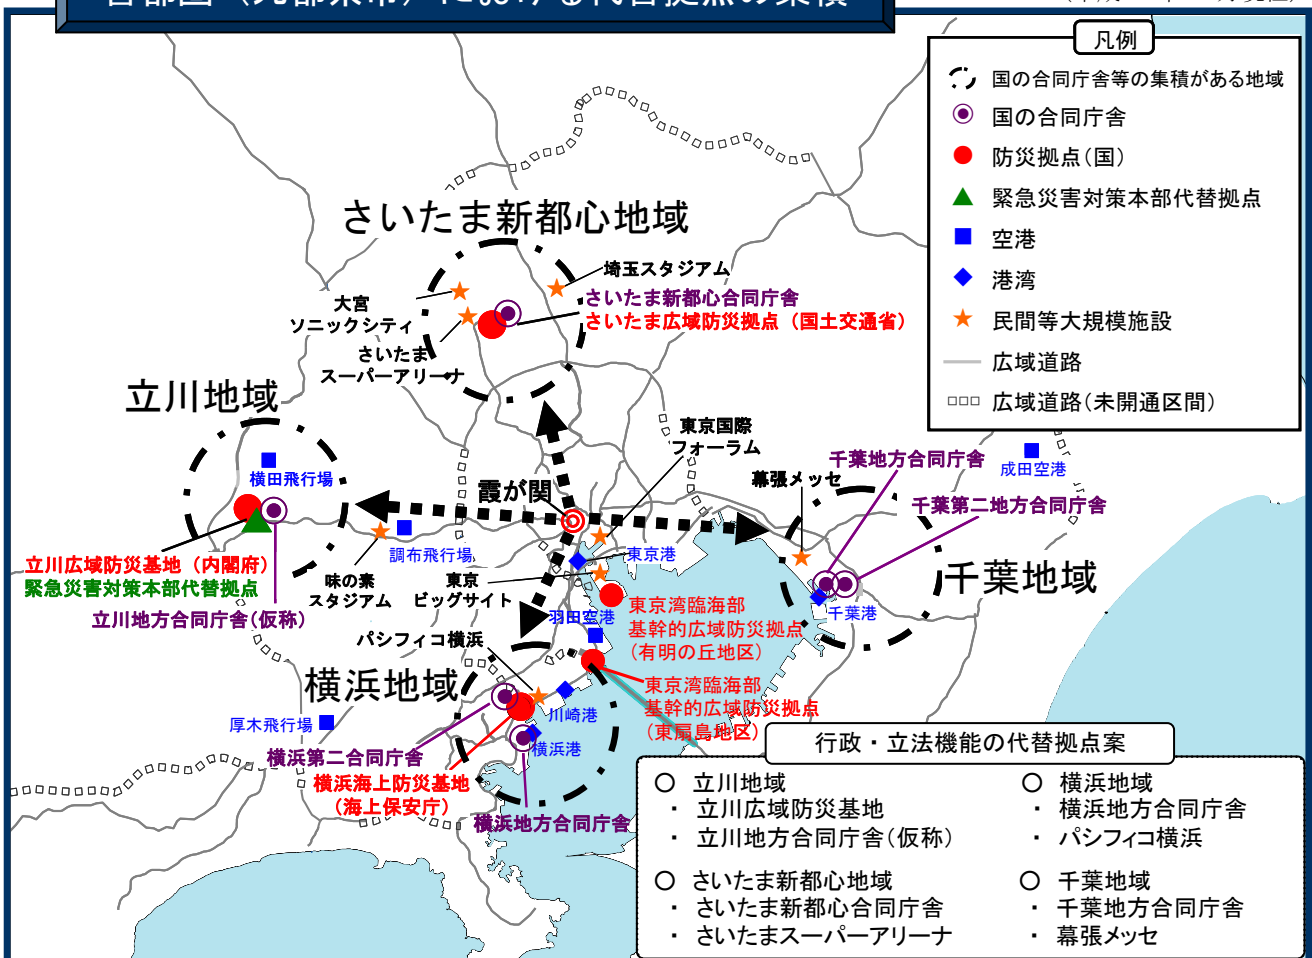 首都圏（九都県市）における代替拠点の集積
凡例
国の合同庁舎等の集積がある地域
国の合同庁舎
防災拠点（国）
緊急災害対策本部代替拠点
空港
港湾
民間等大規模施設
広域道路
広域道路（未開通区間）
さいたま新都心地域
埼玉スタジアム
大宮
ソニックシティ
さいたま新都心合同庁舎
さいたま広域防災拠点（国土交通省）
さいたま
スーパーアリーナ
立川地域
横田飛行場
東京国際
フォーラム
霞が関
千葉地方合同庁舎
成田空港
幕張メッセ
千葉第二地方合同庁舎
調布飛行場
東京港
立川広域防災基地（内閣府）
緊急災害対策本部代替拠点
味の素
スタジアム
東京
ビッグサイト
千葉地域
立川地方合同庁舎（仮称）
羽田空港
東京湾臨海部
基幹的広域防災拠点
（有明の丘地区）
千葉港
パシフィコ横浜
横浜地域
東京湾臨海部
基幹的広域防災拠点
（東扇島地区）
川崎港
厚木飛行場
横浜港
横浜第二合同庁舎
横浜海上防災基地
（海上保安庁）
横浜地方合同庁舎
行政・立法機能の代替拠点案
○ 立川地域
・ 立川広域防災基地
・ 立川地方合同庁舎（仮称）
○ さいたま新都心地域
・ さいたま新都心合同庁舎
・ さいたまスーパーアリーナ
○ 横浜地域
・ 横浜地方合同庁舎
・ パシフィコ横浜
○ 千葉地域
・ 千葉地方合同庁舎
・ 幕張メッセ